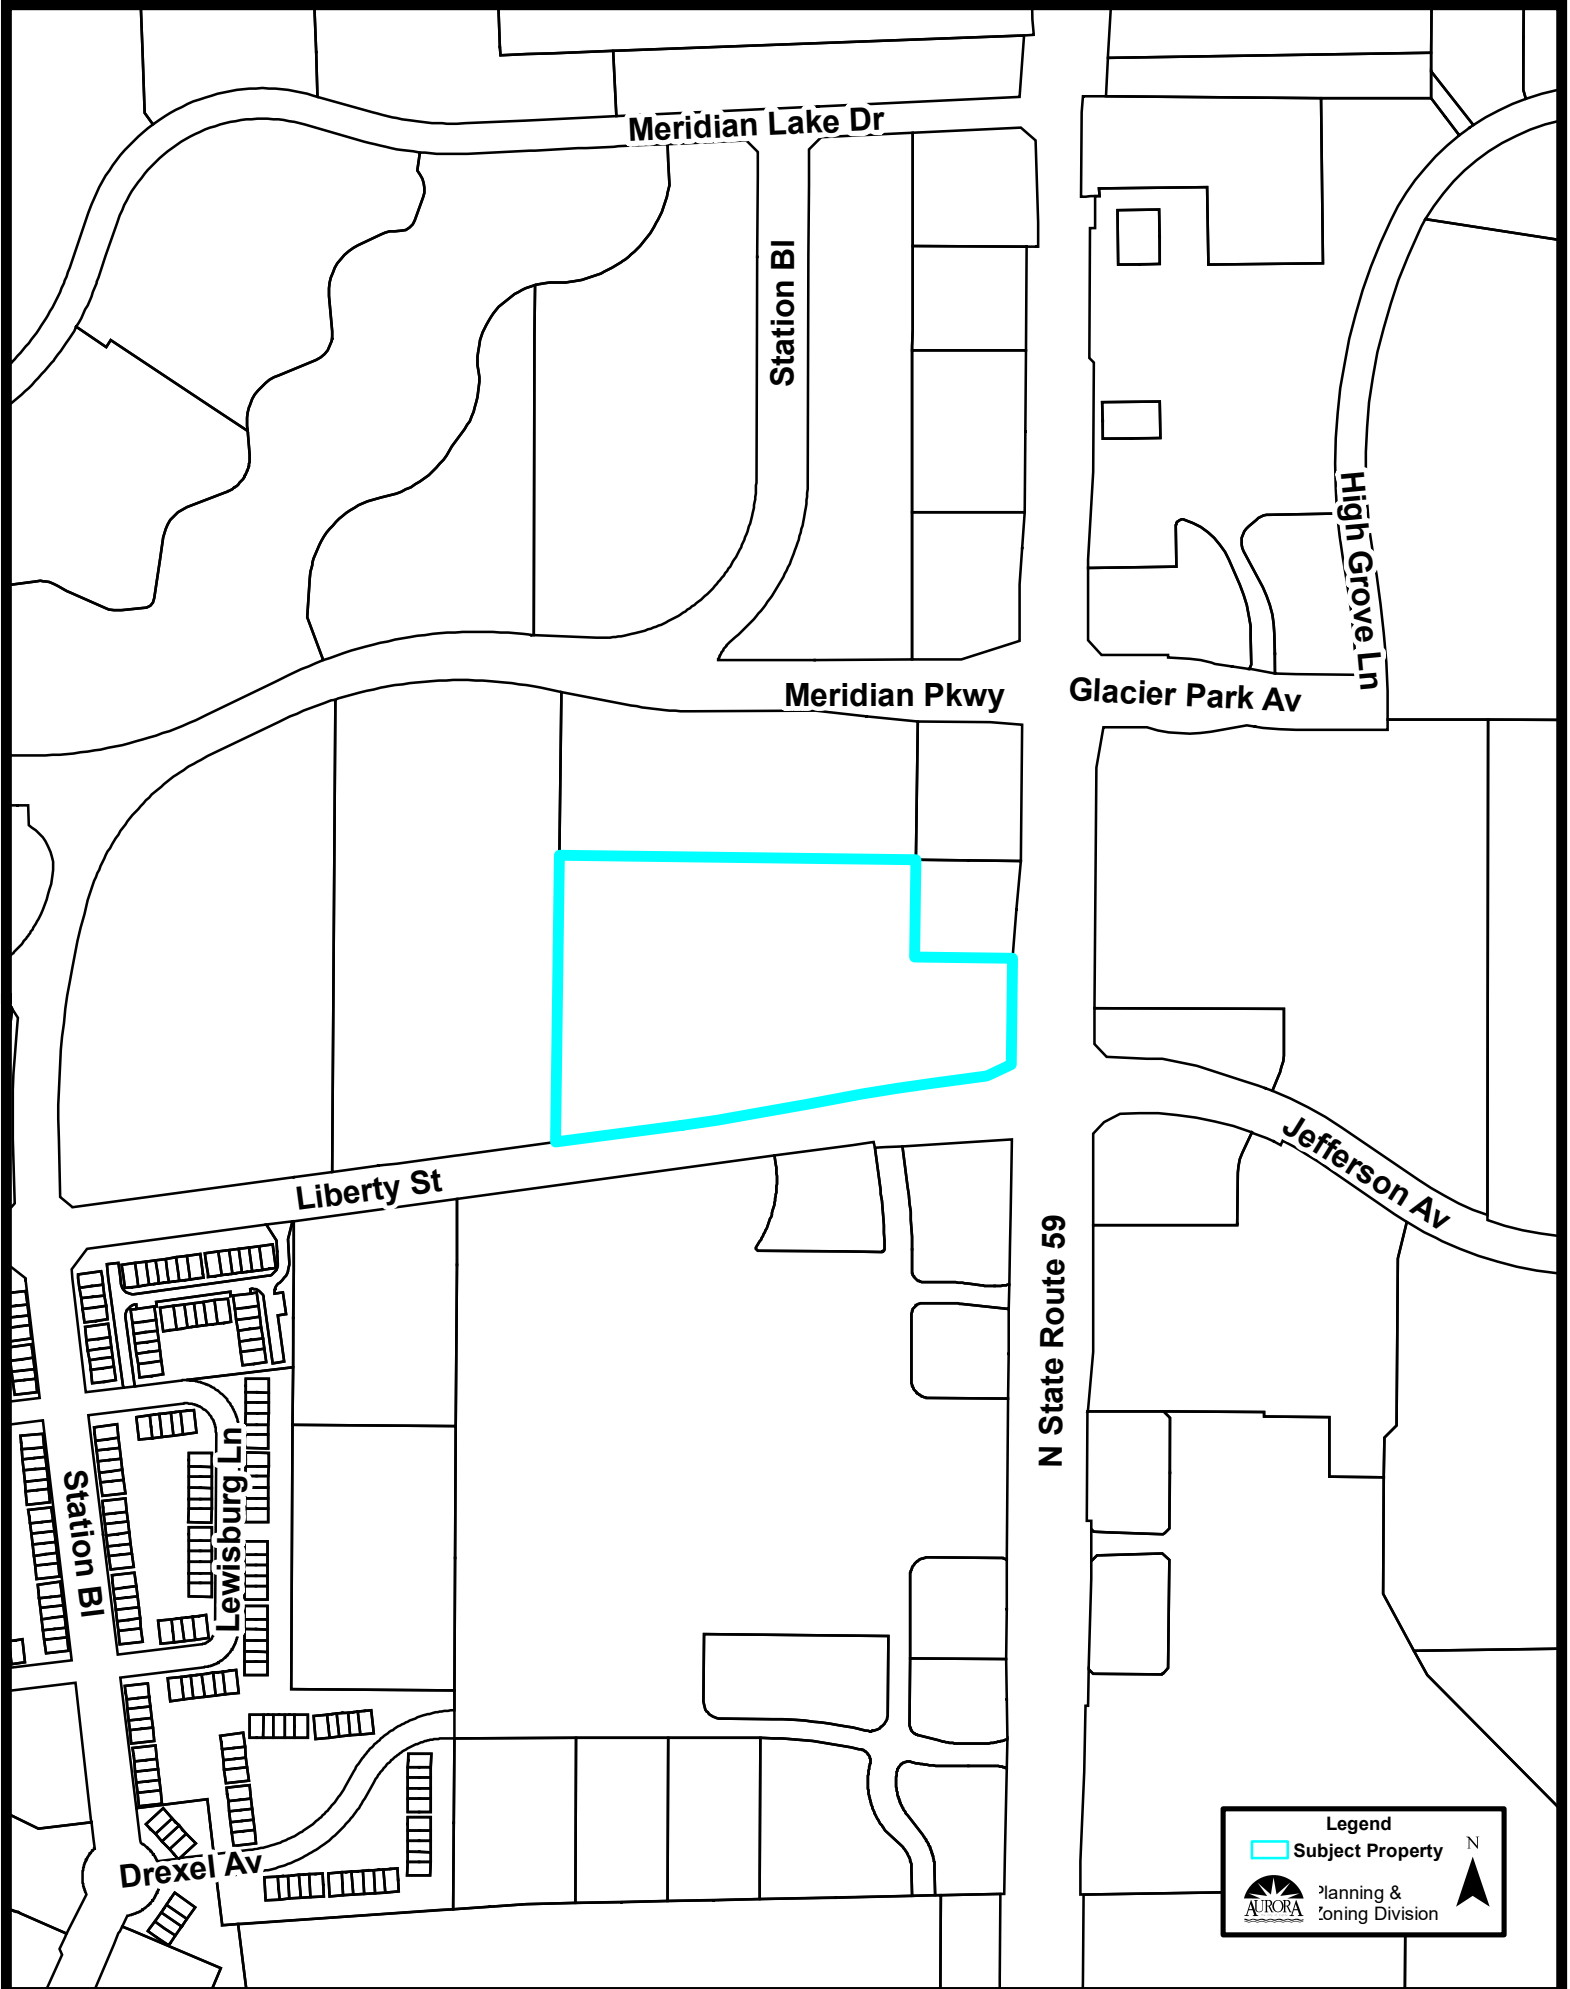 Meridian Lake Dr
Station Bl
High Grove Ln
Meridian Pkwy
Glacier Park Av
Jefferson Av
Liberty St
N State Route 59
Lewisburg Ln
Station Bl
Drexel Av
Legend
Subject Property
N
AURORA
Planning &
Zoning Division